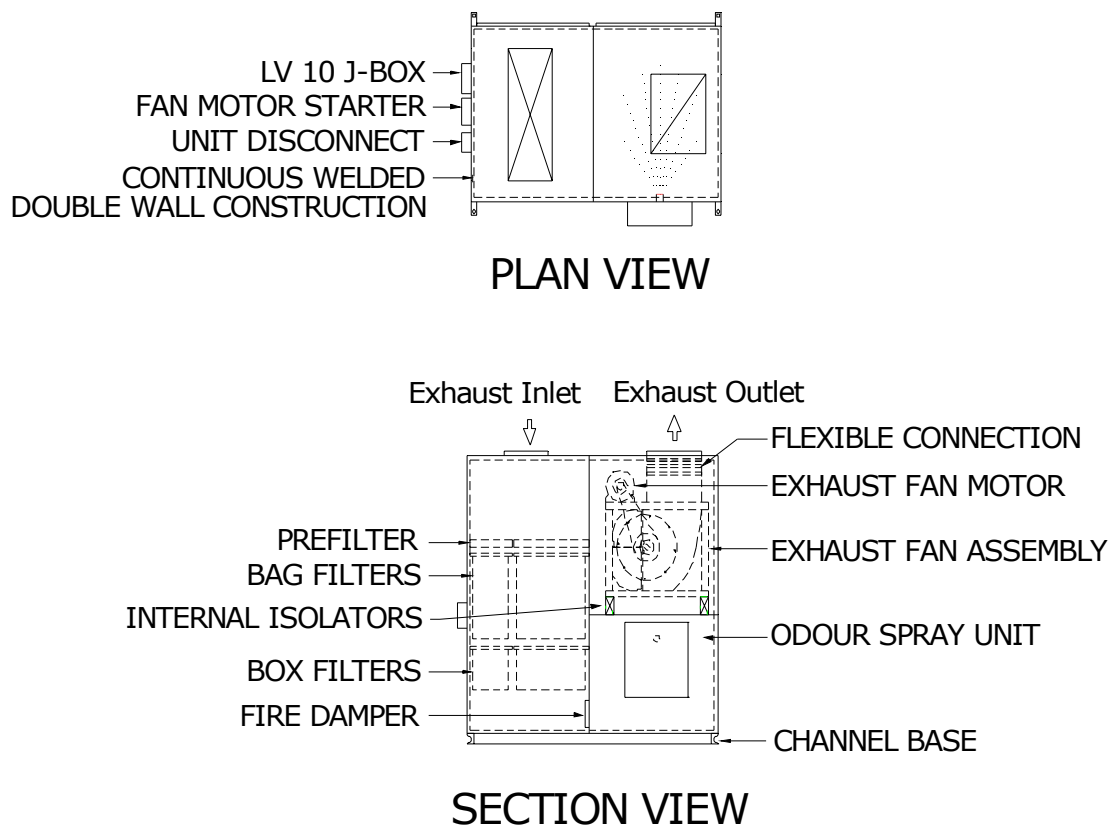 LV 10 J-BOX
FAN MOTOR STARTER
UNIT DISCONNECT
CONTINUOUS WELDED
DOUBLE WALL CONSTRUCTION
PLAN VIEW
Exhaust Inlet
Exhaust Outlet
FLEXIBLE CONNECTION
EXHAUST FAN MOTOR
PREFILTER
EXHAUST FAN ASSEMBLY
BAG FILTERS
INTERNAL ISOLATORS
ODOUR SPRAY UNIT
BOX FILTERS
FIRE DAMPER
CHANNEL BASE
SECTION VIEW